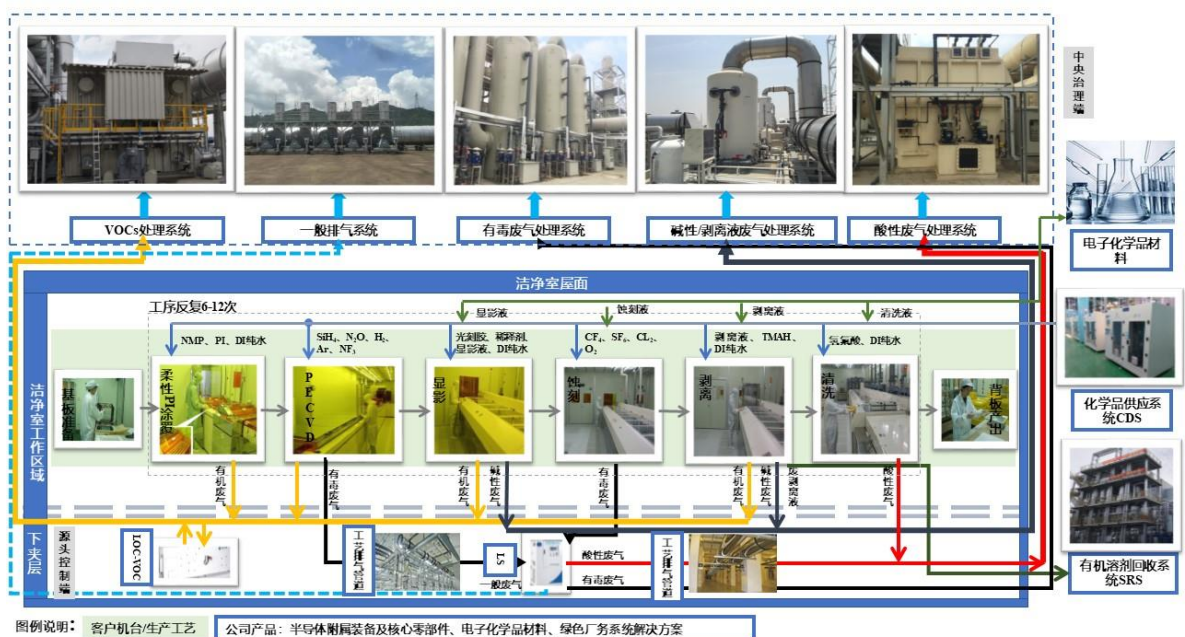 中央治理端
VOCs处理系统
一般排气系统
有毒废气处理系统
碱性/剥离液废气处理系统
酸性废气处理系统
电子化学品材
料
洁净室屋面
工序反复6-12次
显影液
蚀刻液
剥离液
清洗液
NMP、PI、DI纯水
SiH₄、N₂O、H₂、
Ar、NF₃
光刻胶、稀释剂、
显影液、DI纯水
CF₄、SF₆、CL₂、
O₂
剥离液、TMAH、
DI纯水
氢氟酸、DI纯水
洁净室工作区域
基板准备
柔性PI涂覆
PECVD
显影
蚀刻
剥离
清洗
背板产出
化学品供应系
统CDS
有机废气
有毒废气
有机废气
碱性废气
有毒废气
有机废气
碱性废气
废剥离液
酸性废气
下夹层
源头控制端
LOC-VOC
工艺排气管道
LS
一般废气
酸性废气
有毒废气
工艺排气管道
有机溶剂回收系
统SRS
图例说明：
客户机台/生产工艺
公司产品：半导体附属装备及核心零部件、电子化学品材料、绿色厂务系统解决方案